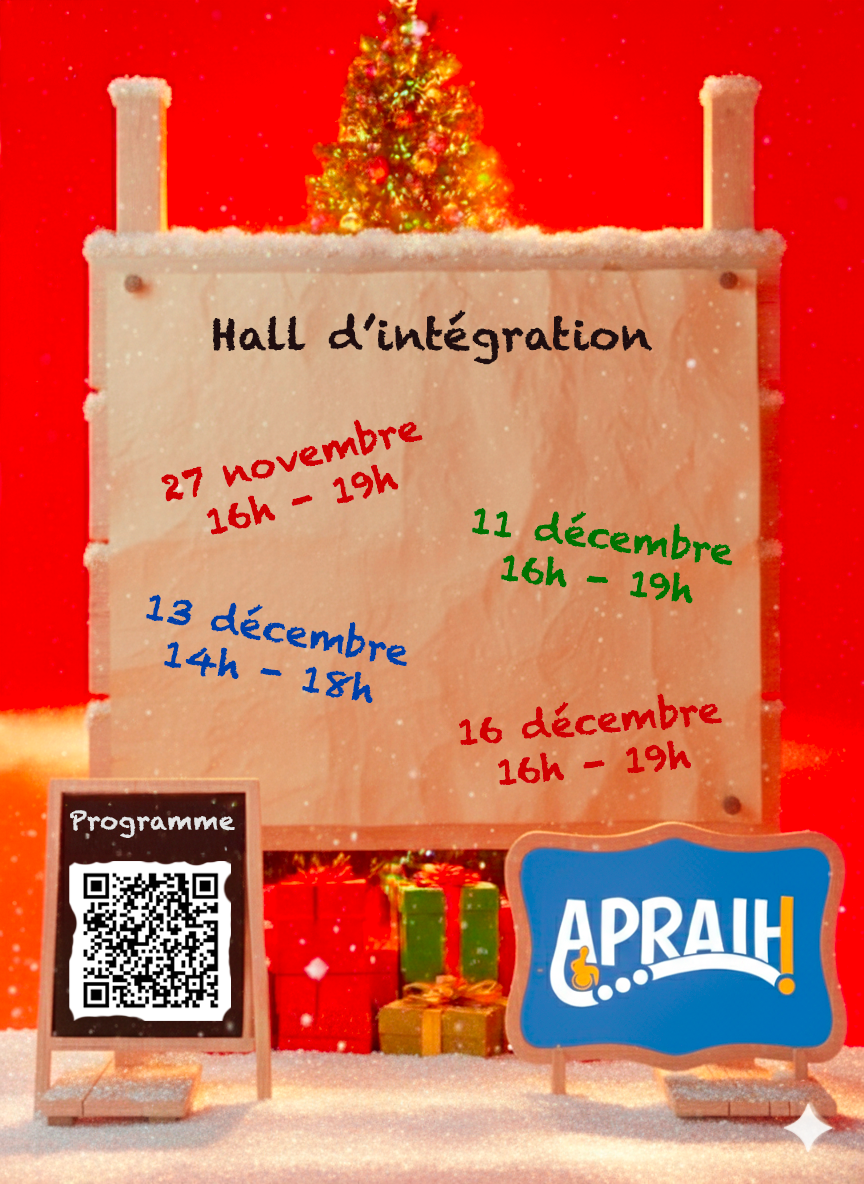 Hall d'intégration
27 novembre
16h - 19h
11 décembre
16h - 19h
13 décembre
14h - 18h
16 décembre
16h - 19h
Programme
APRAIH!